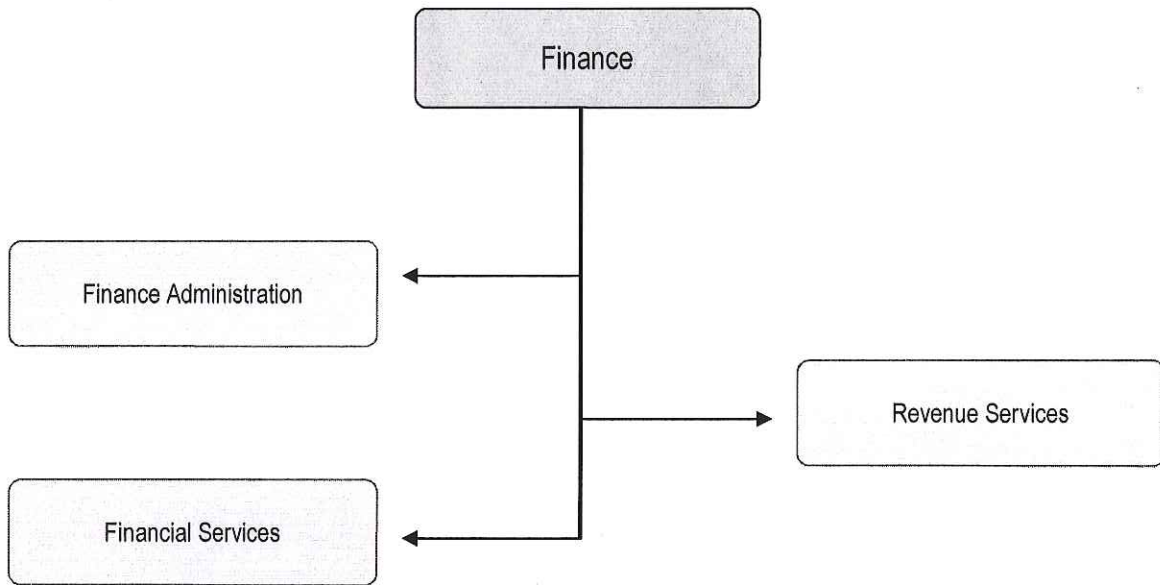 Finance
Finance Administration
Revenue Services
Financial Services